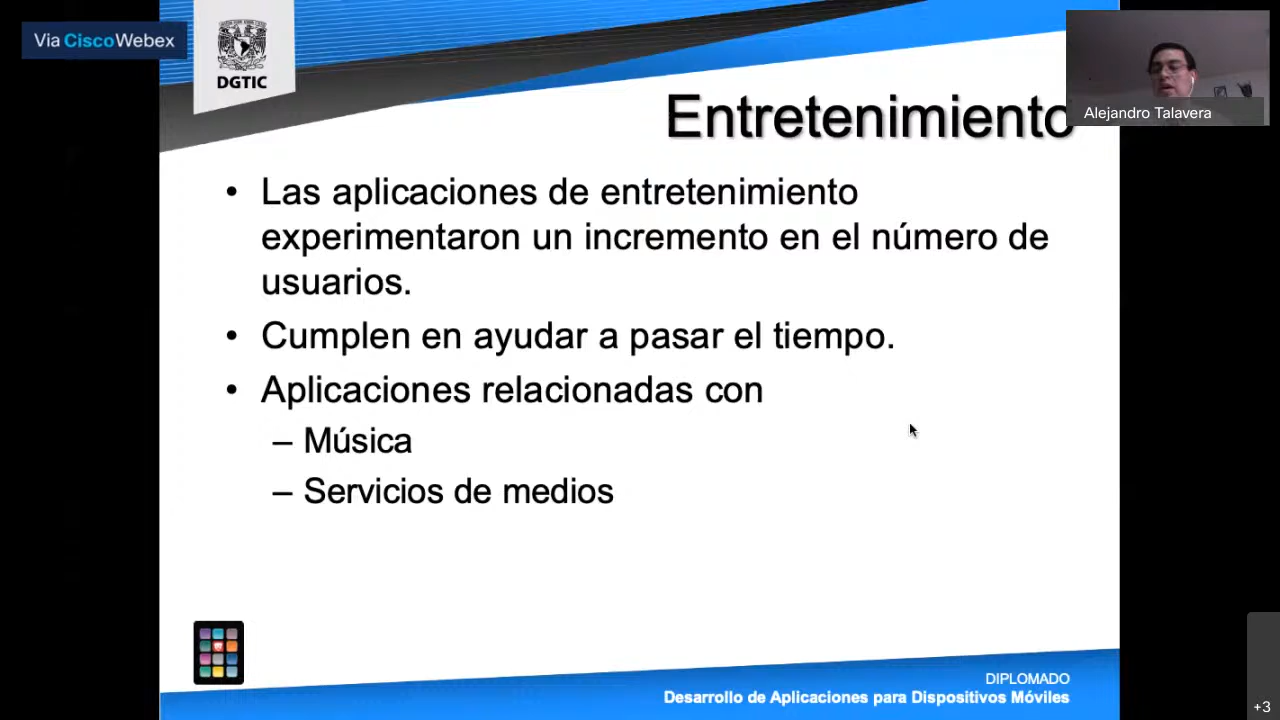 Via CiscoWebex
DGTIC
Alejandro Talavera
Entretenimiento
• Las aplicaciones de entretenimiento
experimentaron un incremento en el número de
usuarios.
• Cumplen en ayudar a pasar el tiempo.
• Aplicaciones relacionadas con
– Música
– Servicios de medios
DIPLOMADO
Desarrollo de Aplicaciones para Dispositivos Móviles
+3